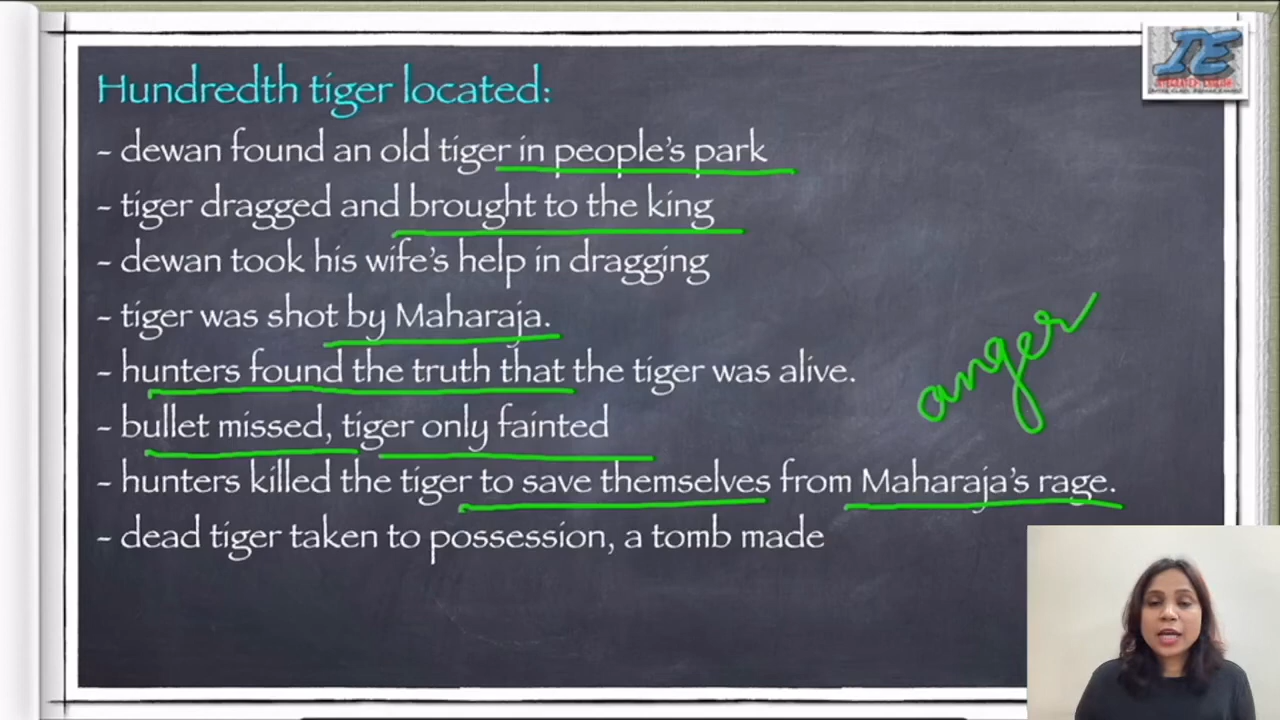 Hundredth tiger located:
- dewan found an old tiger in people's park
- tiger dragged and brought to the king
- dewan took his wife's help in dragging
- tiger was shot by Maharaja.
- hunters found the truth that the tiger was alive.
- bullet missed, tiger only fainted
- hunters killed the tiger to save themselves from Maharaja's rage.
- dead tiger taken to possession, a tomb made
anger
IE